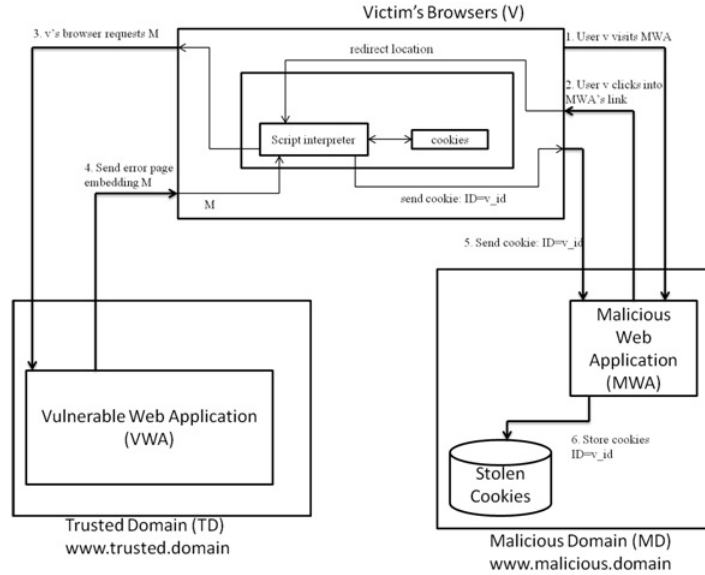 Victim's Browsers (V)
3. v's browser requests M
redirect location
1. User v visits MWA
2. User v clicks into
MWA's link
Script interpreter
cookies
4. Send error page
embedding M
M
send cookie: ID=v_id
5. Send cookie: ID=v_id
Malicious
Web
Application
(MWA)
Vulnerable Web Application
(VWA)
6. Store cookies
ID=v_id
Stolen
Cookies
Trusted Domain (TD)
www.trusted.domain
Malicious Domain (MD)
www.malicious.domain